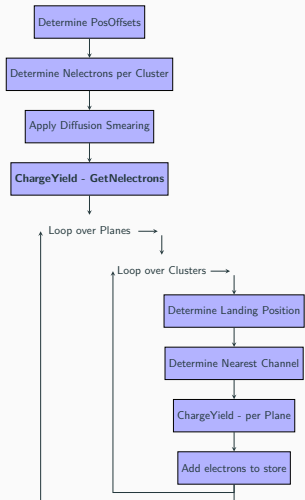 Determine PosOffsets
Determine Nelectrons per Cluster
Apply Diffusion Smearing
ChargeYield - GetNelectrons
Loop over Planes
Loop over Clusters
Determine Landing Position
Determine Nearest Channel
ChargeYield - per Plane
Add electrons to store